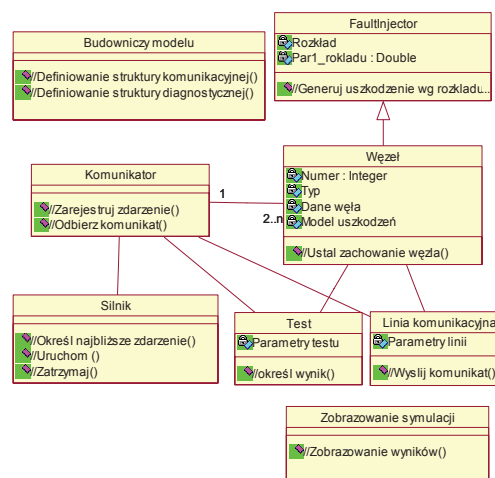 Budowniczy modelu
//Definiowanie struktury komunikacyjnej()
//Definiowanie struktury diagnostycznej()
FaultInjector
Rozkład
Par1_rokladu : Double
//Generuj uszkodzenie wg rozkladu...
Komunikator
//Zarejestruj zdarzenie()
//Odbierz komunikat()
1
2..n
Węzeł
Numer : Integer
Typ
Dane węła
Model uszkodzeń
//Ustal zachowanie węzla()
Silnik
//Określ najbliższe zdarzenie()
//Uruchom ()
//Zatrzymaj()
Test
Parametry testu
//określ wynik()
Linia komunikacyjna
Parametry linii
//Wyslij komunikat()
Zobrazowanie symulacji
//Zobrazowanie wyników()